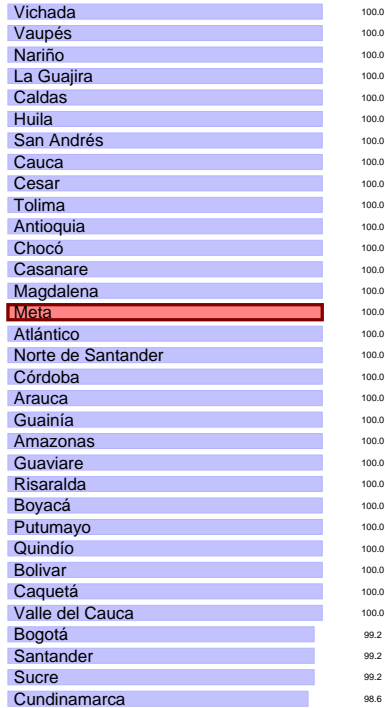 Vichada 100.0
Vaupés 100.0
Nariño 100.0
La Guajira 100.0
Caldas 100.0
Huila 100.0
San Andrés 100.0
Cauca 100.0
Cesar 100.0
Tolima 100.0
Antioquia 100.0
Chocó 100.0
Casanare 100.0
Magdalena 100.0
Meta 100.0
Atlántico 100.0
Norte de Santander 100.0
Córdoba 100.0
Arauca 100.0
Guainía 100.0
Amazonas 100.0
Guaviare 100.0
Risaralda 100.0
Boyacá 100.0
Putumayo 100.0
Quindío 100.0
Bolivar 100.0
Caquetá 100.0
Valle del Cauca 100.0
Bogotá 99.2
Santander 99.2
Sucre 99.2
Cundinamarca 98.6